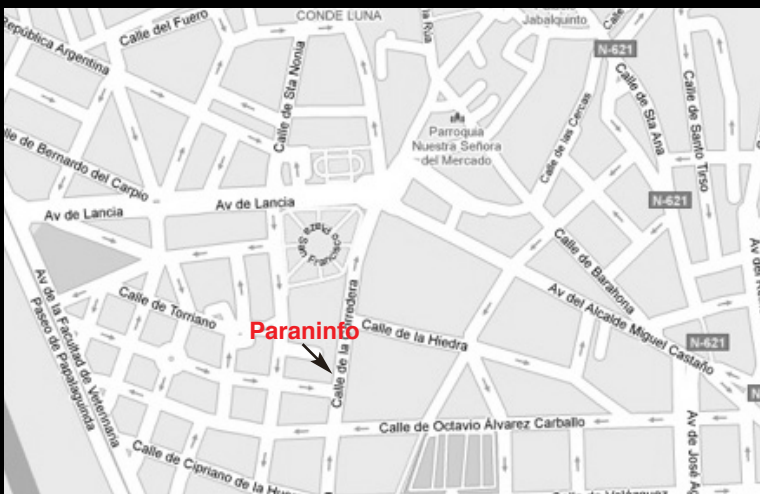 CONDE LUNA
Jabalquinto
Calle del Fuero
República Argentina
Calle de Sta Nonia
N-621
Calle de Sta Ana
Calle de Santo Tirso
Calle de las Cercas
Parroquia
Nuestra Señora
del Mercado
de Bernardo del Carpio
Av de Lancia
Av de Lancia
N-621
Plaza
San Francisco
Calle de Barahona
Av del
Av de la Facultad de Veterinaria
Paseo de Papalaguinda
Calle de Torriano
Paraninfo
Calle de la
Calle de la Hiedra
Av del Alcalde Miguel Castaño
N-621
Calle de Octavio Álvarez Carballo
Av de José
Calle de Cipriano de la